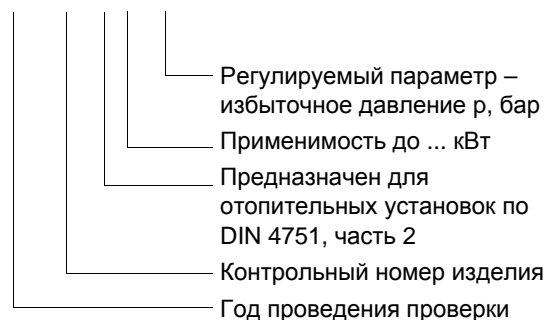 Регулируемый параметр –
избыточное давление p, бар
Применимость до ... кВт
Предназначен для
отопительных установок по
DIN 4751, часть 2
Контрольный номер изделия
Год проведения проверки